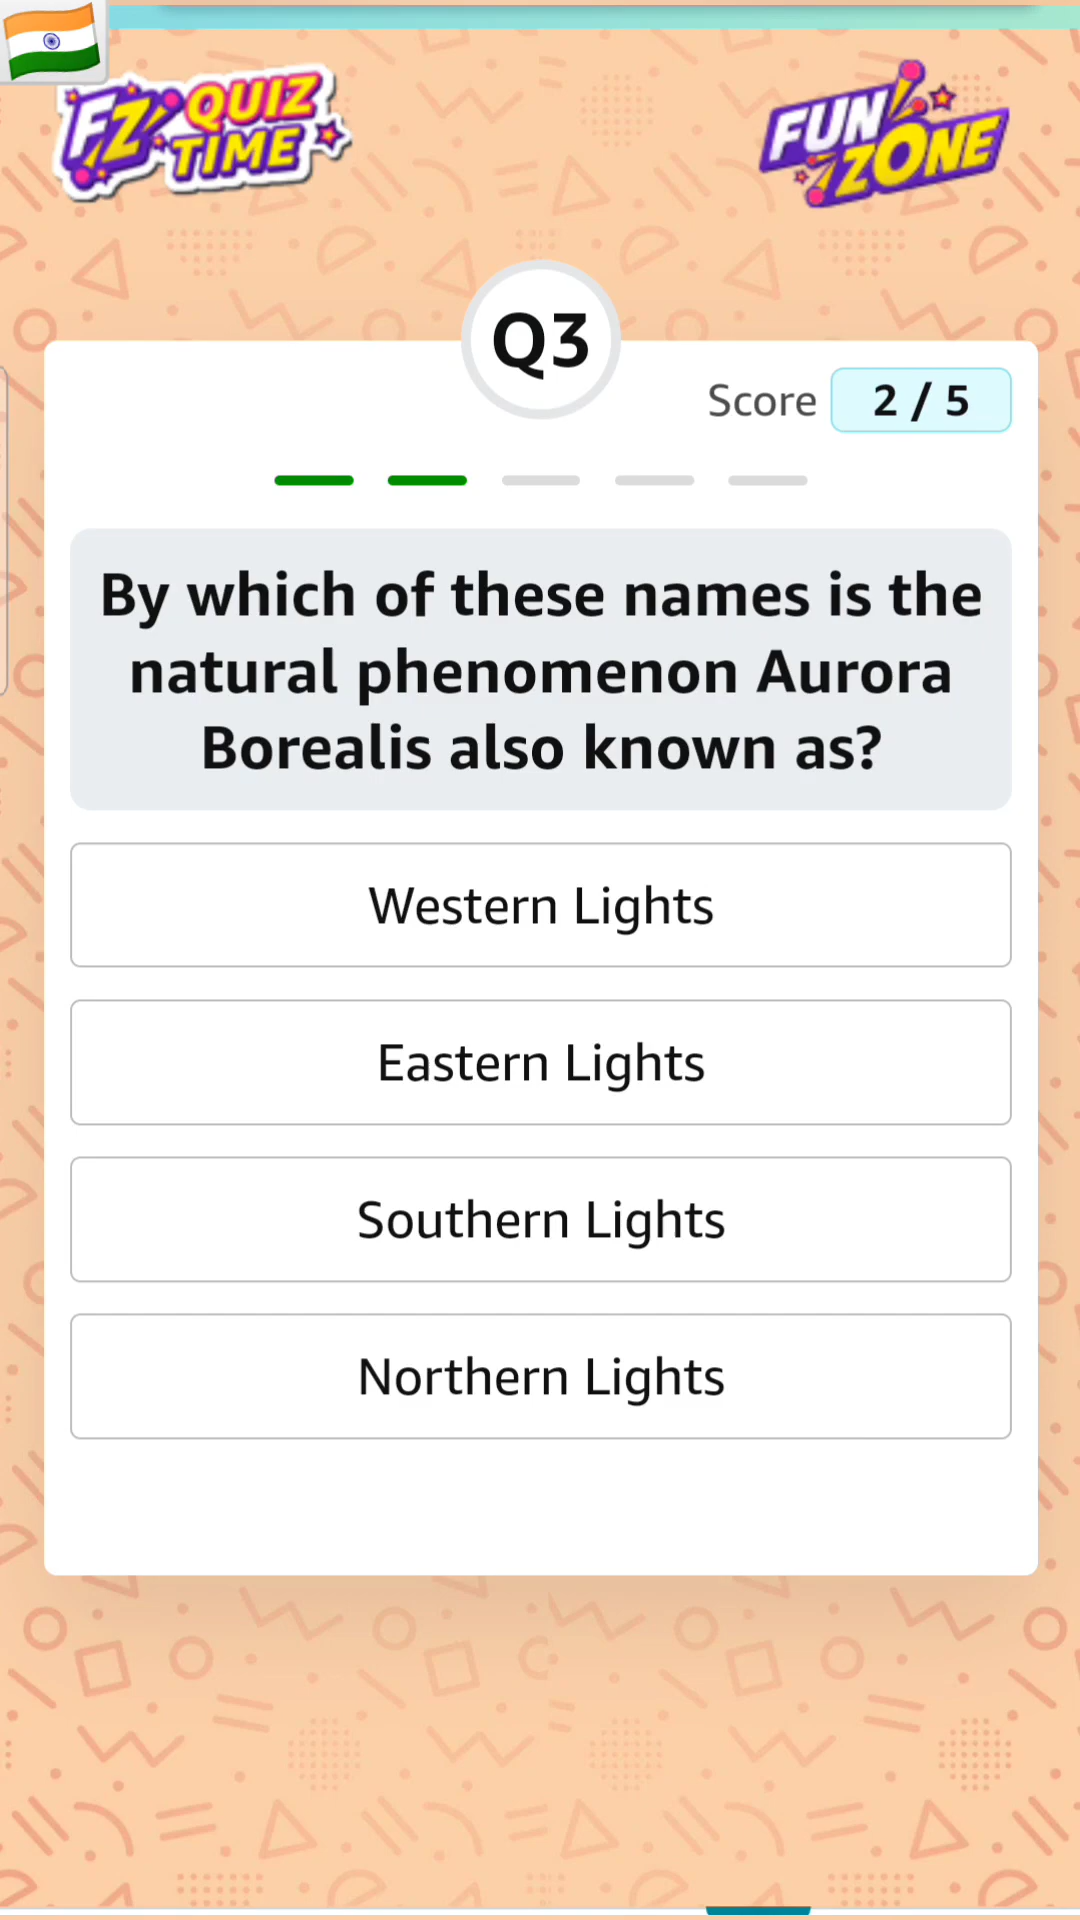 FZ QUIZ TIME
FUN ZONE
Q3
Score 2 / 5
By which of these names is the
natural phenomenon Aurora
Borealis also known as?
Western Lights
Eastern Lights
Southern Lights
Northern Lights